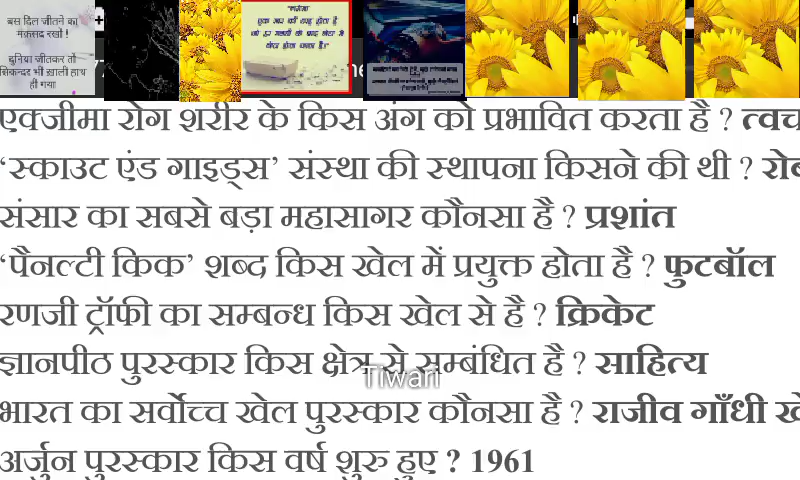 बस दिल जीतने का
मकसद रखो !
दुनिया जीतकर तो
सिकन्दर भी ख़ाली हाथ
ही गया
एक्जीमा रोग शरीर के किस अंग को प्रभावित करता है ? त्वच
‘स्काउट एंड गाइड्स’ संस्था की स्थापना किसने की थी ? रोब
संसार का सबसे बड़ा महासागर कौनसा है ? प्रशांत
‘पैनल्टी किक’ शब्द किस खेल में प्रयुक्त होता है ? फुटबॉल
रणजी ट्रॉफी का सम्बन्ध किस खेल से है ? क्रिकेट
ज्ञानपीठ पुरस्कार किस क्षेत्र से सम्बंधित है ? साहित्य
Tiwari
भारत का सर्वोच्च खेल पुरस्कार कौनसा है ? राजीव गाँधी खे
अर्जुन पुरस्कार किस वर्ष शुरु हुए ? 1961